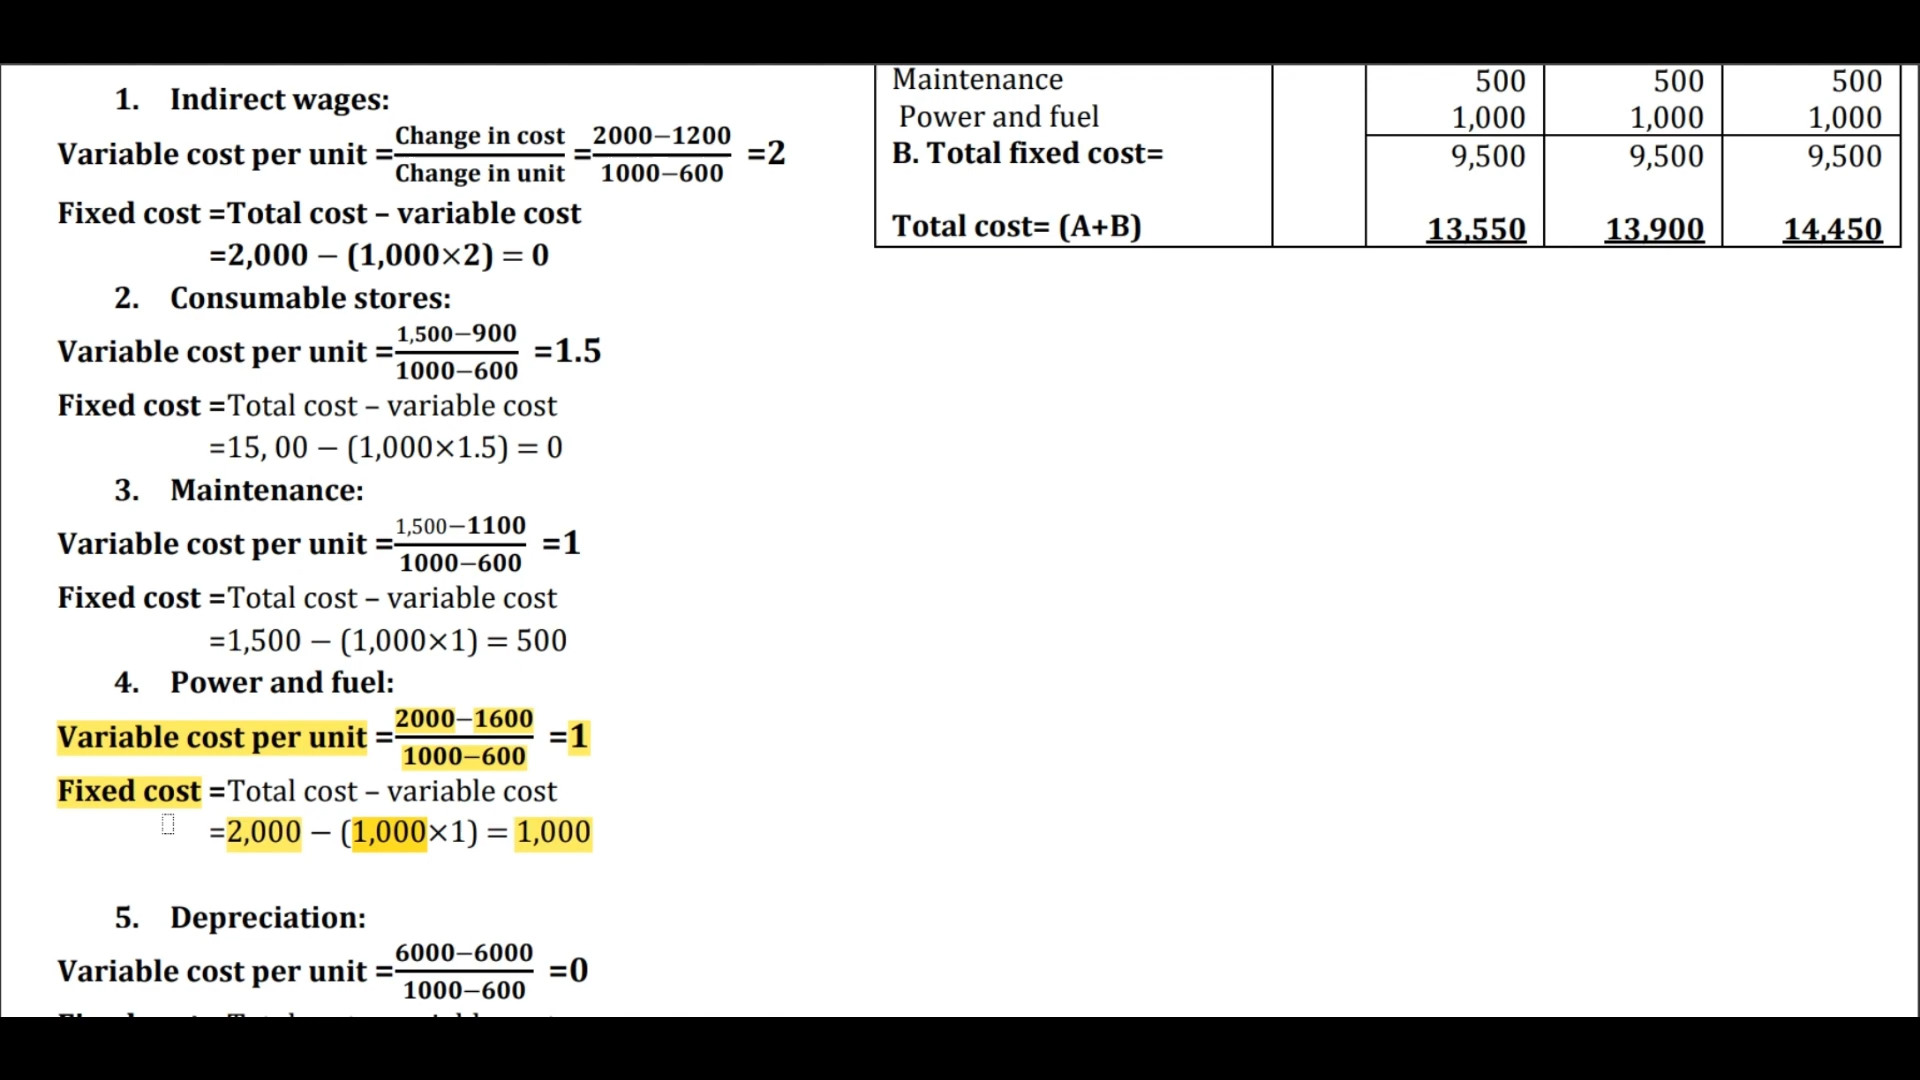 1. Indirect wages:
Variable cost per unit =Change in cost/Change in unit =2000−1200/1000−600 =2
Fixed cost =Total cost – variable cost
=2,000 − (1,000×2) = 0
2. Consumable stores:
Variable cost per unit =1,500−900/1000−600 =1.5
Fixed cost =Total cost – variable cost
=15, 00 − (1,000×1.5) = 0
3. Maintenance:
Variable cost per unit =1,500−1100/1000−600 =1
Fixed cost =Total cost – variable cost
=1,500 − (1,000×1) = 500
4. Power and fuel:
Variable cost per unit =2000−1600/1000−600 =1
Fixed cost =Total cost – variable cost
=2,000 − (1,000×1) = 1,000
5. Depreciation:
Variable cost per unit =6000−6000/1000−600 =0
Maintenance 500 500 500
Power and fuel 1,000 1,000 1,000
B. Total fixed cost= 9,500 9,500 9,500
Total cost= (A+B) 13,550 13,900 14,450